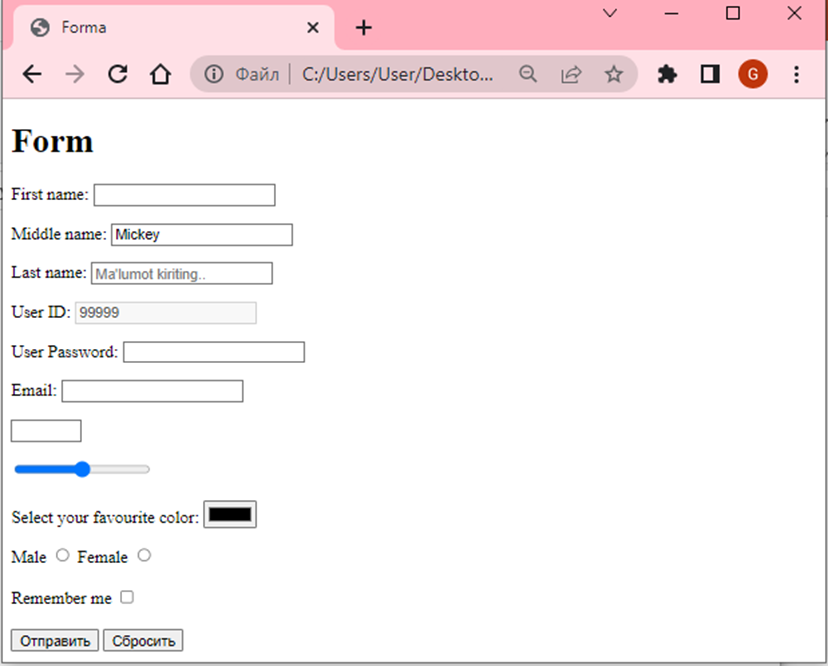 Forma
Файл C:/Users/User/Deskto...
G
Form
First name:
Middle name: Mickey
Last name: Ma'lumot kiriting..
User ID: 99999
User Password:
Email:
Select your favourite color:
Male Female
Remember me
Отправить Сбросить